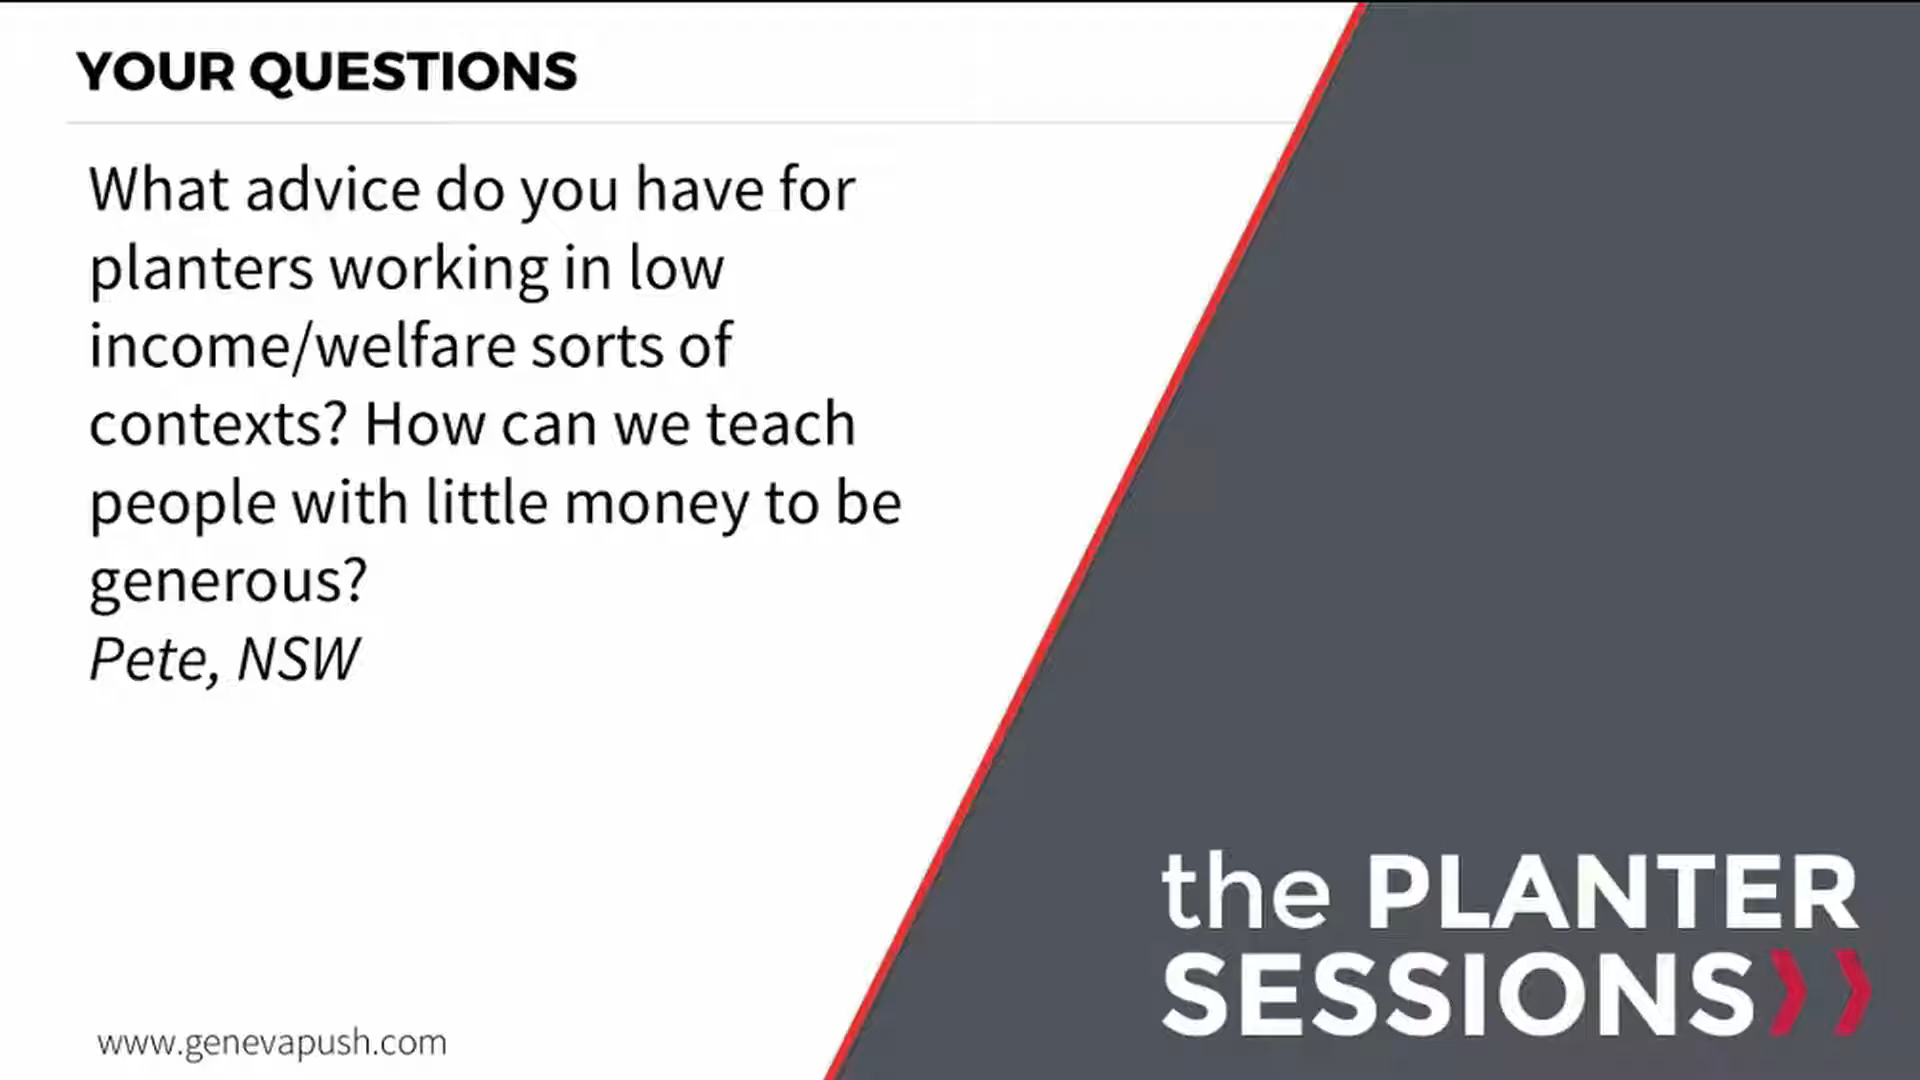 YOUR QUESTIONS
What advice do you have for
planters working in low
income/welfare sorts of
contexts? How can we teach
people with little money to be
generous?
Pete, NSW
www.genevapush.com
the PLANTER
SESSIONS